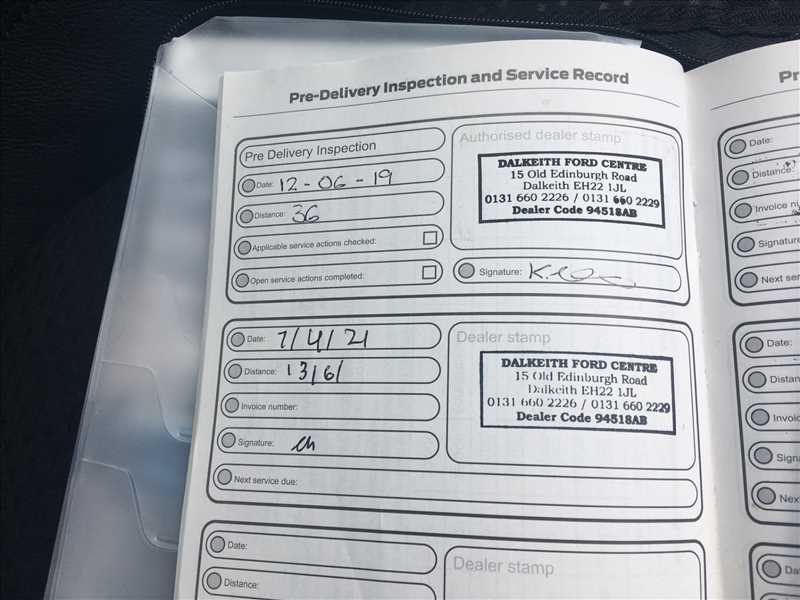 Pre-Delivery Inspection and Service Record
Pre Delivery Inspection
Date: 12-06-19
Distance: 36
Applicable service actions checked:
Open service actions completed:
Authorised dealer stamp
DALKEITH FORD CENTRE
15 Old Edinburgh Road
Dalkeith EH22 1JL
0131 660 2226 / 0131 660 2229
Dealer Code 94518AB
Signature:
Date: 7/4/21
Distance:
Invoice number:
Signature:
Next service due:
Dealer stamp
DALKEITH FORD CENTRE
15 Old Edinburgh Road
Dalkeith EH22 1JL
0131 660 2226 / 0131 660 2229
Dealer Code 94518AB
Date:
Distance:
Dealer stamp
Date:
Distance:
Signature
Date: